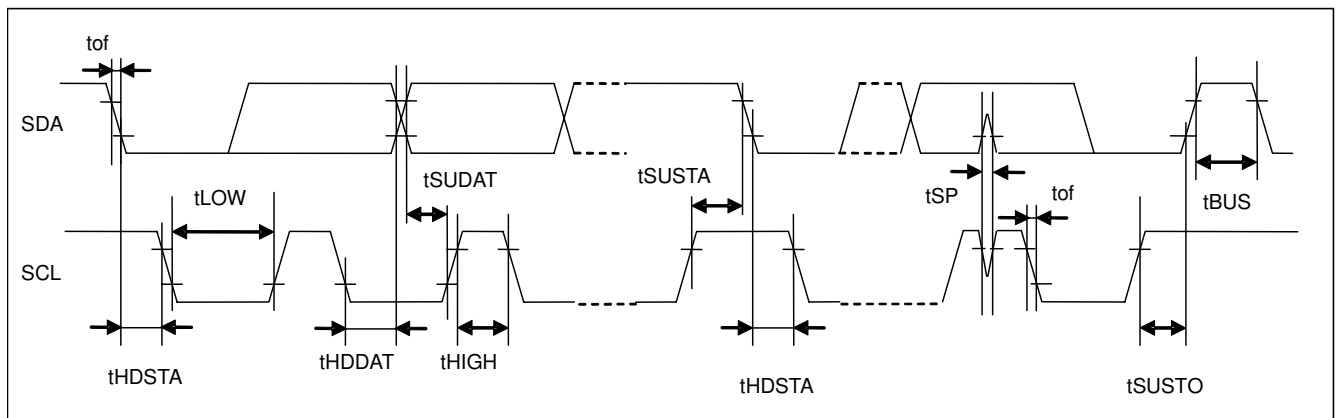 tof
SDA
tSUDAT
tSUSTA
tSP
tof
tBUS
tLOW
SCL
tHDSTA
tHDDAT
tHIGH
tHDSTA
tSUSTO